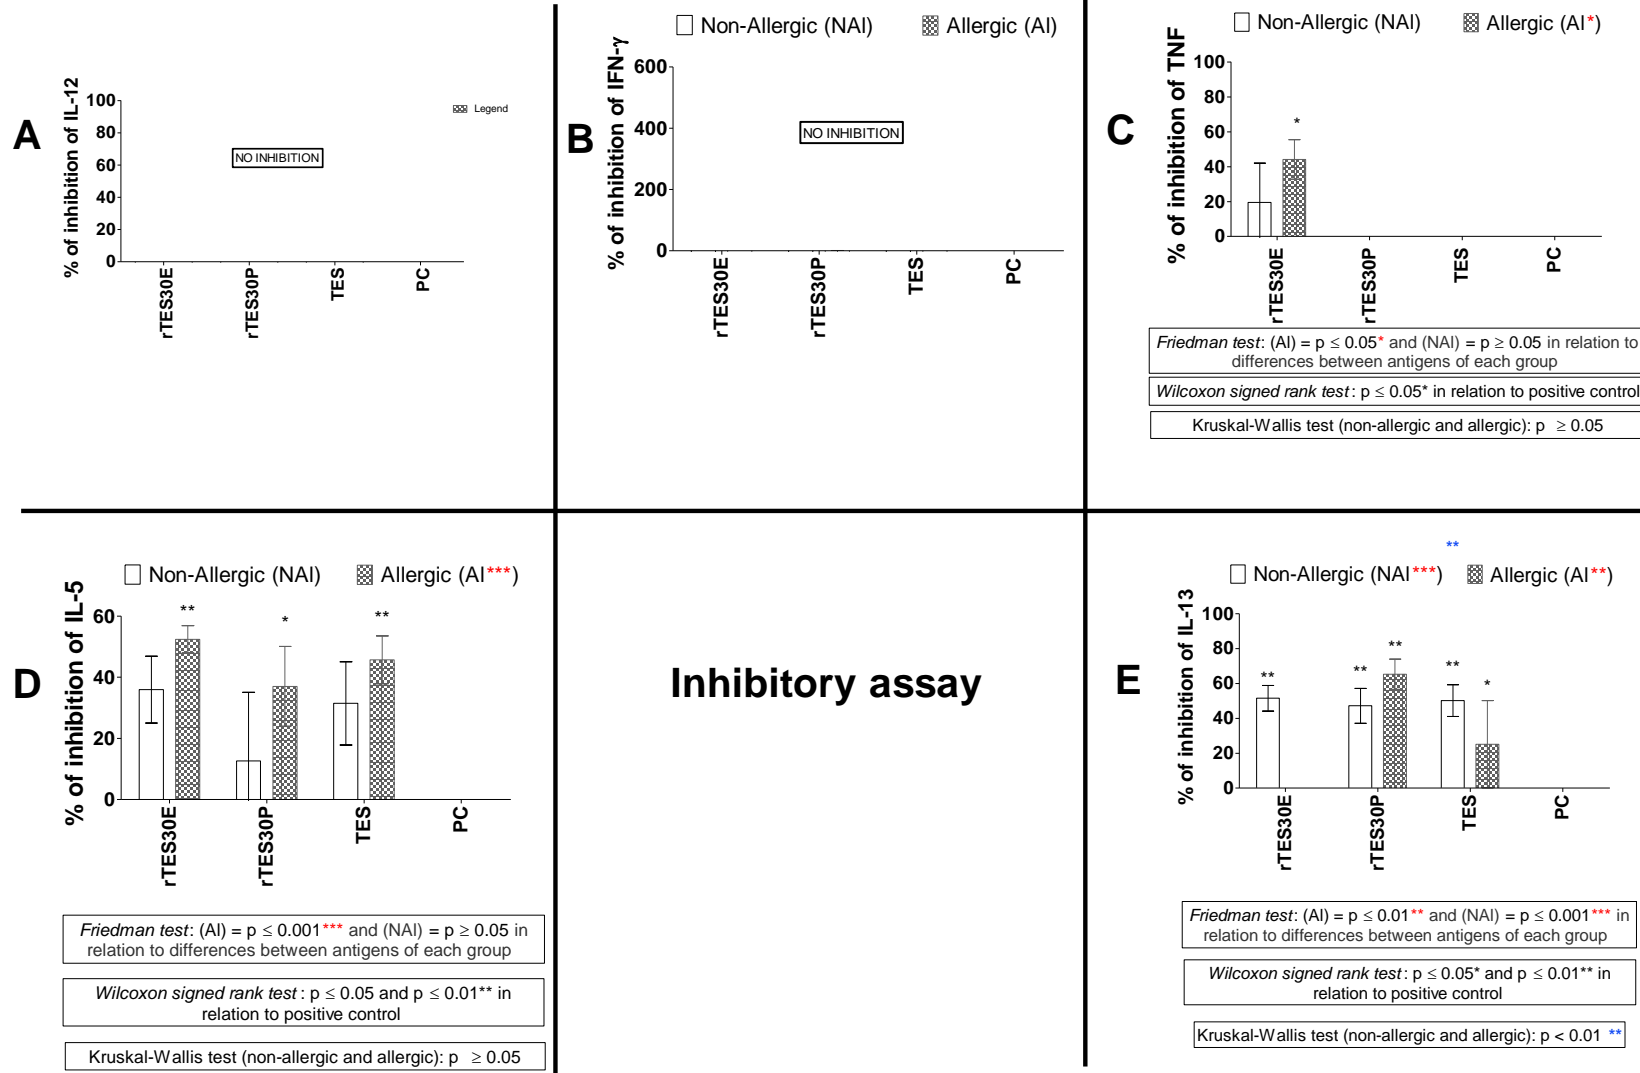 A
% of inhibition of IL-12
100
80
60
40
20
0
NO INHIBITION
Legend
rTES30E
rTES30P
TES
PC
B
Non-Allergic (NAI)
Allergic (AI)
% of inhibition of IFN-γ
600
400
200
0
NO INHIBITION
rTES30E
rTES30P
TES
PC
C
Non-Allergic (NAI)
Allergic (AI*)
% of inhibition of TNF
100
80
60
40
20
0
*
rTES30E
rTES30P
TES
PC
Friedman test: (AI) = p ≤ 0.05* and (NAI) = p ≥ 0.05 in relation to
differences between antigens of each group
Wilcoxon signed rank test: p ≤ 0.05* in relation to positive control
Kruskal-Wallis test (non-allergic and allergic): p ≥ 0.05
D
Non-Allergic (NAI)
Allergic (AI***)
% of inhibition of IL-5
60
40
20
0
**
*
**
rTES30E
rTES30P
TES
PC
Friedman test: (AI) = p ≤ 0.001*** and (NAI) = p ≥ 0.05 in
relation to differences between antigens of each group
Wilcoxon signed rank test: p ≤ 0.05 and p ≤ 0.01** in
relation to positive control
Kruskal-Wallis test (non-allergic and allergic): p ≥ 0.05
Inhibitory assay
E
**
Non-Allergic (NAI***)
Allergic (AI**)
% of inhibition of IL-13
100
80
60
40
20
0
**
**
**
**
*
rTES30E
rTES30P
TES
PC
Friedman test: (AI) = p ≤ 0.01** and (NAI) = p ≤ 0.001*** in
relation to differences between antigens of each group
Wilcoxon signed rank test: p ≤ 0.05* and p ≤ 0.01** in
relation to positive control
Kruskal-Wallis test (non-allergic and allergic): p < 0.01 **